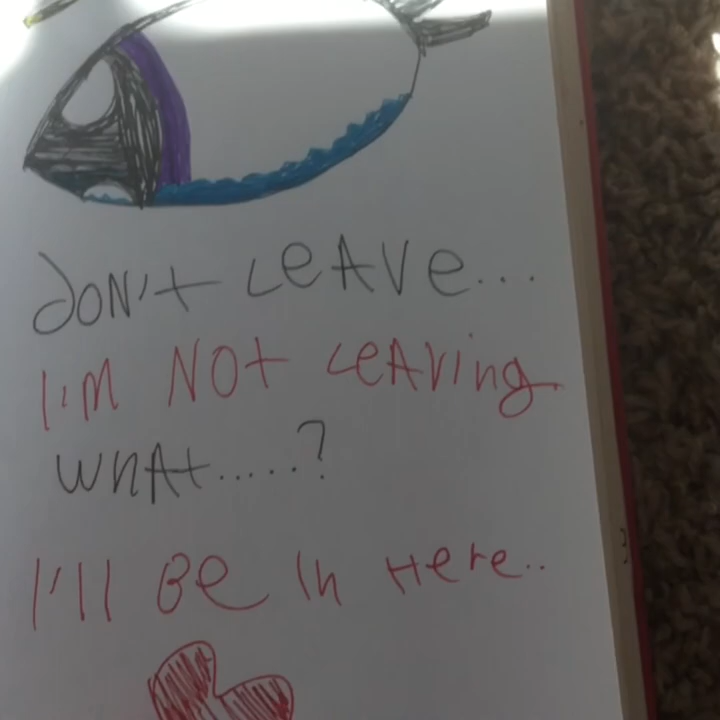 DON't LeAVe...
I'M NOt LeAVing
WhAt.....?
I'll Be In Here..